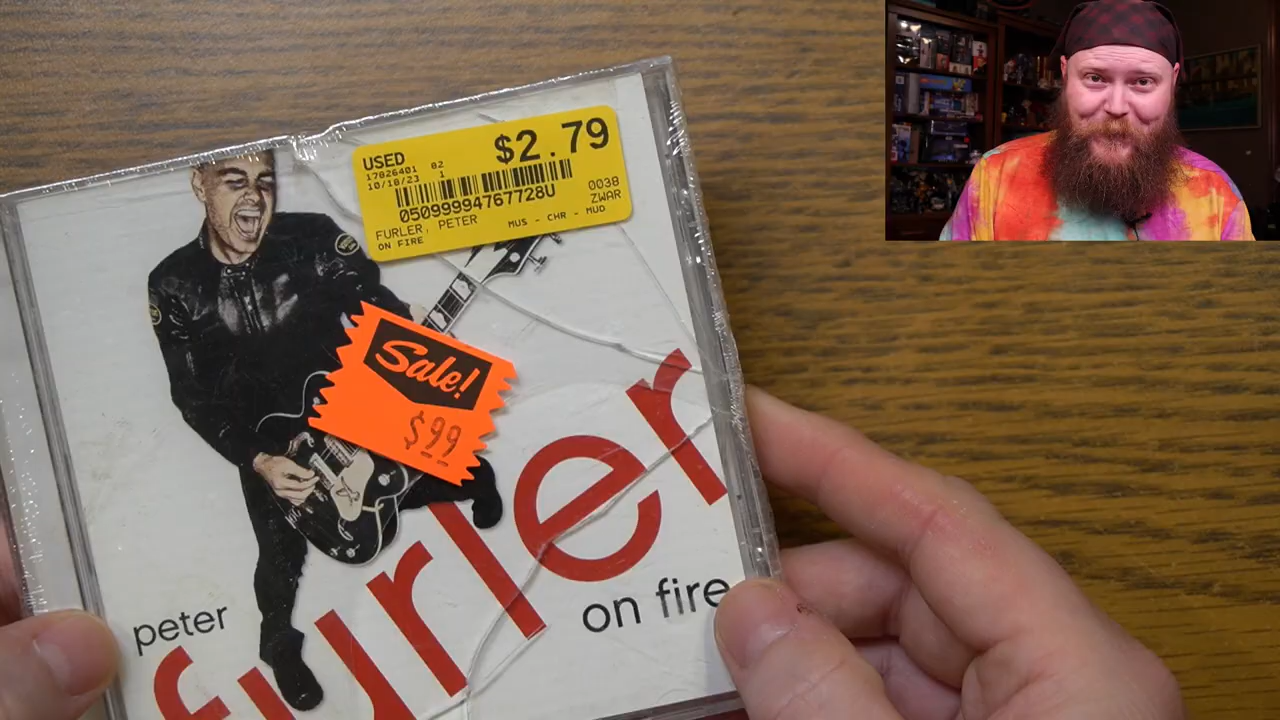 USED
$2.79
17826401 02
10/18/23 1
05099994767728U
0038
ZWAR
FURLER, PETER
MUS - CHR - MUD
ON FIRE
Sale!
$.99
peter
furler
on fire